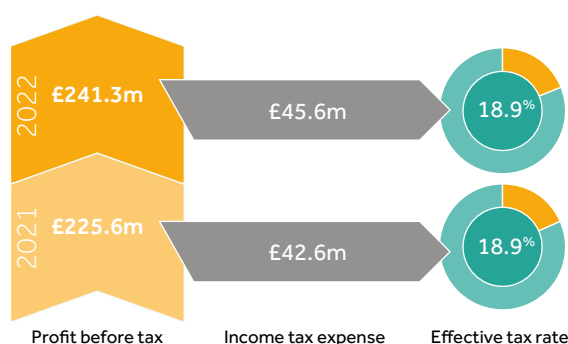 2022
£241.3m
£45.6m
18.9%
2021
£225.6m
£42.6m
18.9%
Profit before tax
Income tax expense
Effective tax rate